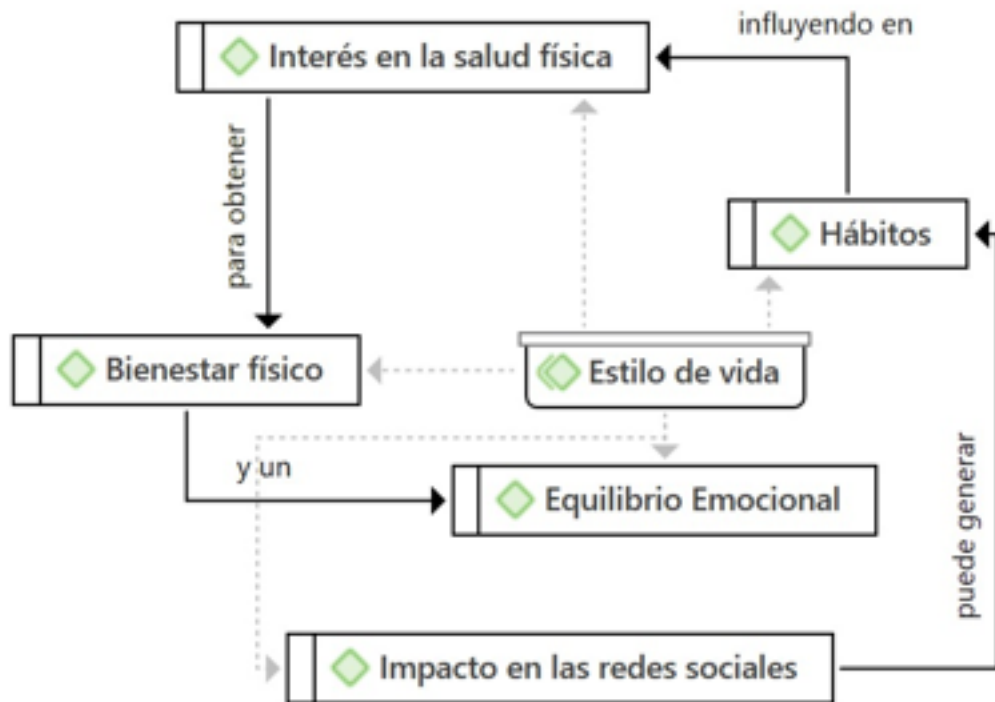 influyendo en
Interés en la salud física
para obtener
Hábitos
Bienestar físico
Estilo de vida
y un
Equilibrio Emocional
puede generar
Impacto en las redes sociales